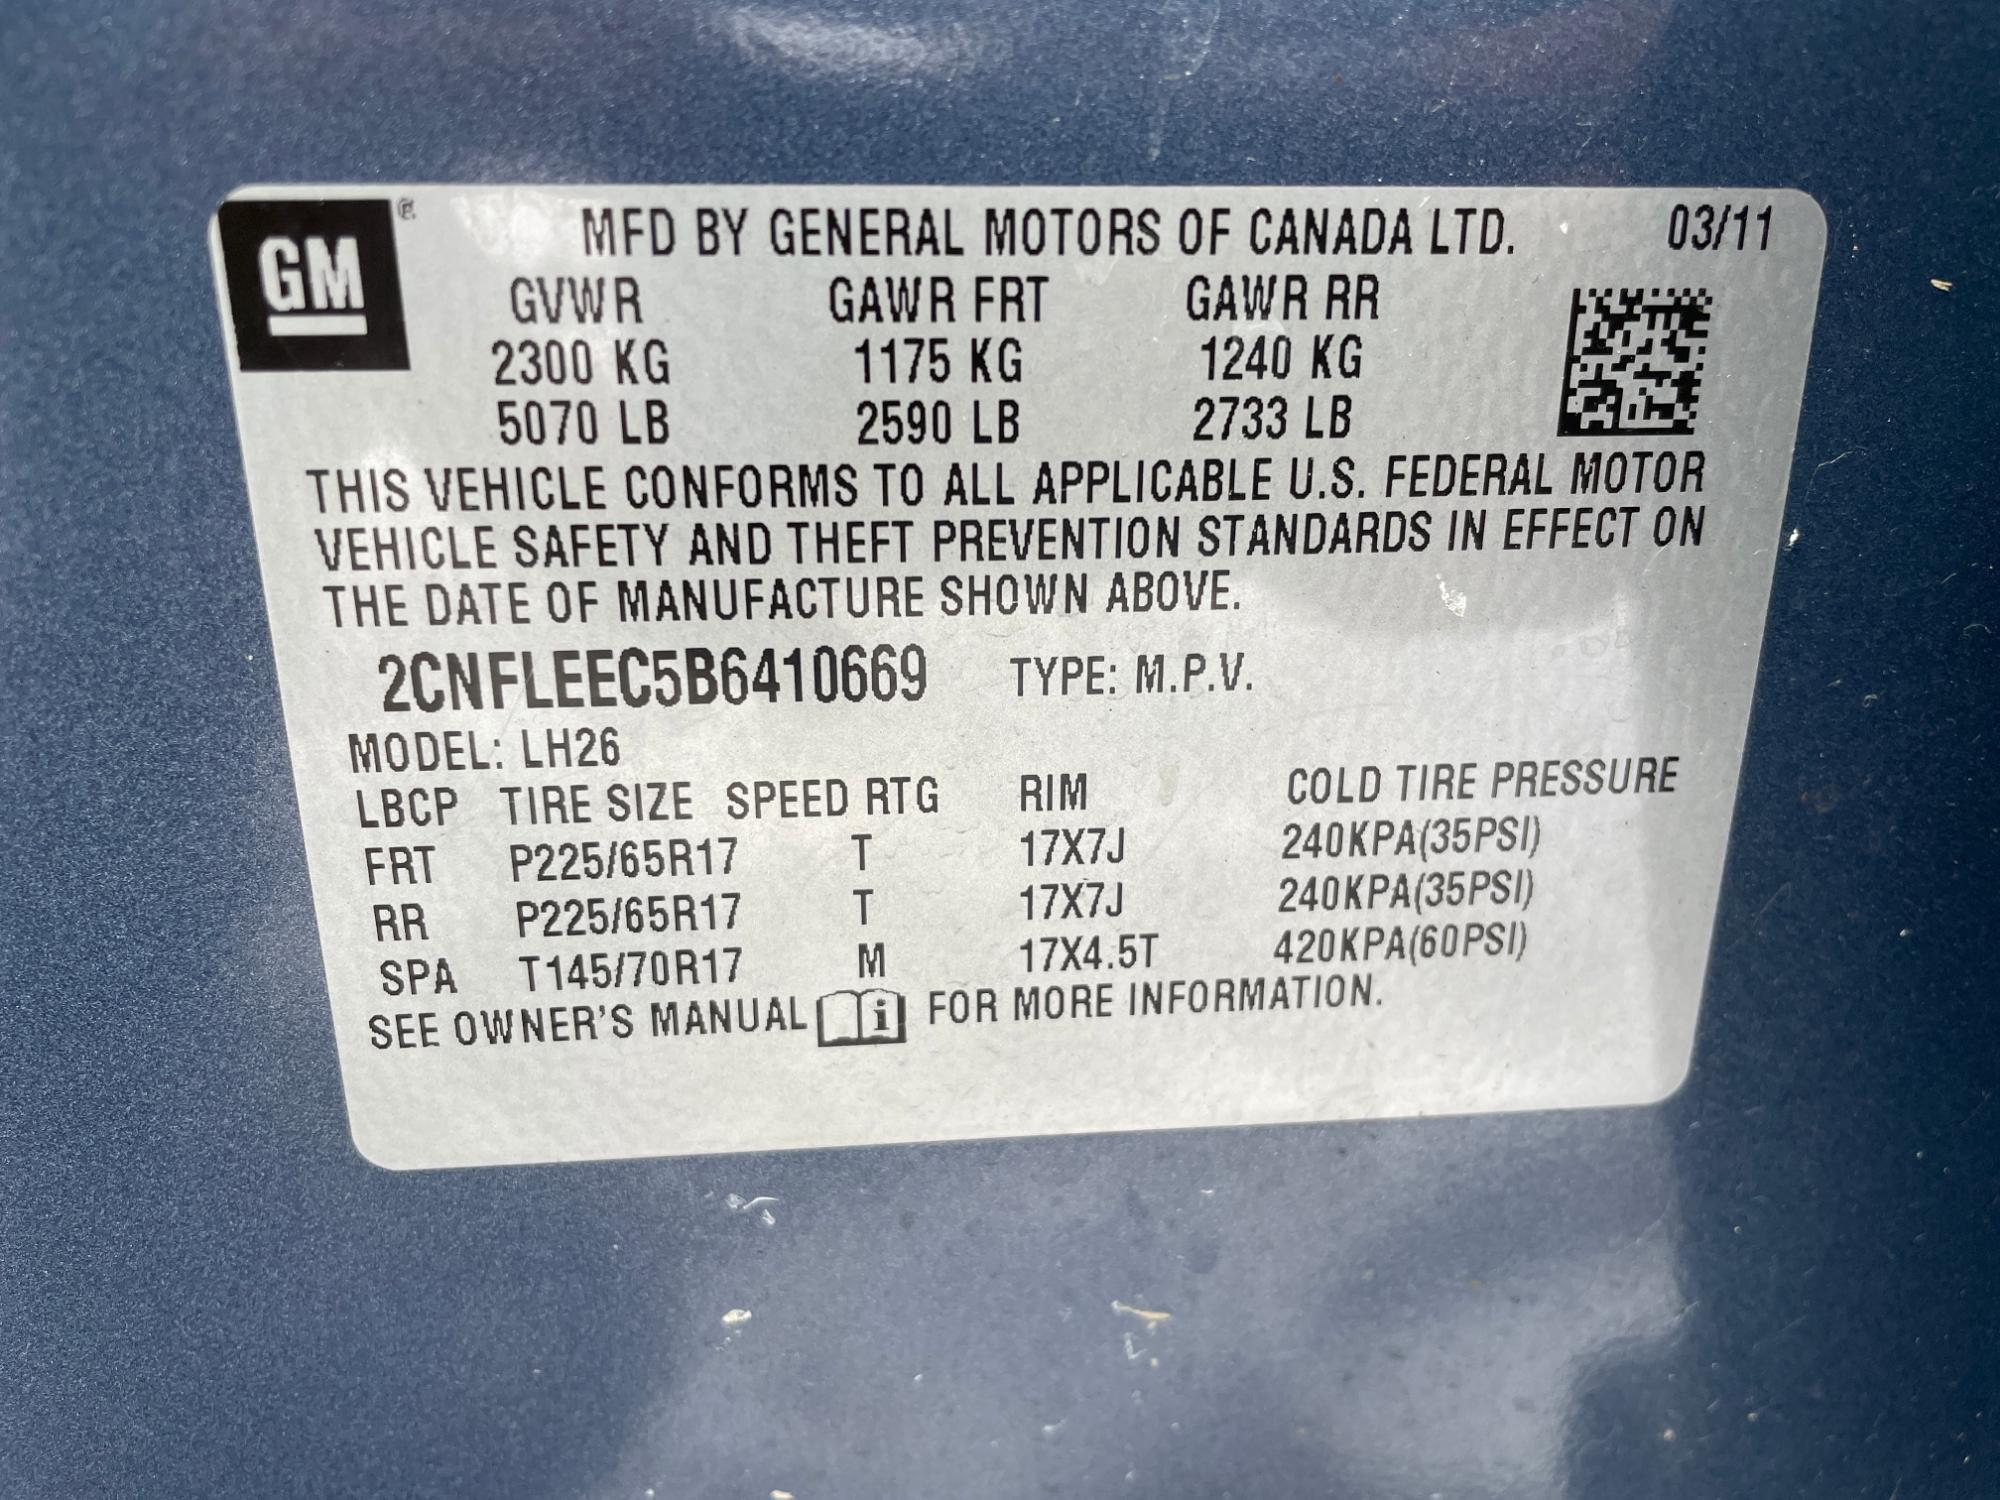 GM ® MFD BY GENERAL MOTORS OF CANADA LTD. 03/11
GVWR GAWR FRT GAWR RR
2300 KG 1175 KG 1240 KG
5070 LB 2590 LB 2733 LB
THIS VEHICLE CONFORMS TO ALL APPLICABLE U.S. FEDERAL MOTOR
VEHICLE SAFETY AND THEFT PREVENTION STANDARDS IN EFFECT ON
THE DATE OF MANUFACTURE SHOWN ABOVE.
2CNFLEEC5B6410669 TYPE: M.P.V.
MODEL: LH26
LBCP TIRE SIZE SPEED RTG RIM COLD TIRE PRESSURE
FRT P225/65R17 T 17X7J 240KPA(35PSI)
RR P225/65R17 T 17X7J 240KPA(35PSI)
SPA T145/70R17 M 17X4.5T 420KPA(60PSI)
SEE OWNER'S MANUAL i FOR MORE INFORMATION.